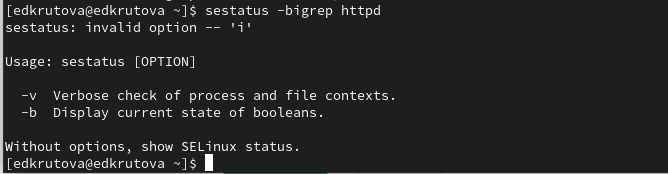 [edkrutova@edkrutova ~]$ sestatus -bigrep httpd
sestatus: invalid option -- 'i'
Usage: sestatus [OPTION]
-v  Verbose check of process and file contexts.
-b  Display current state of booleans.
Without options, show SELinux status.
[edkrutova@edkrutova ~]$